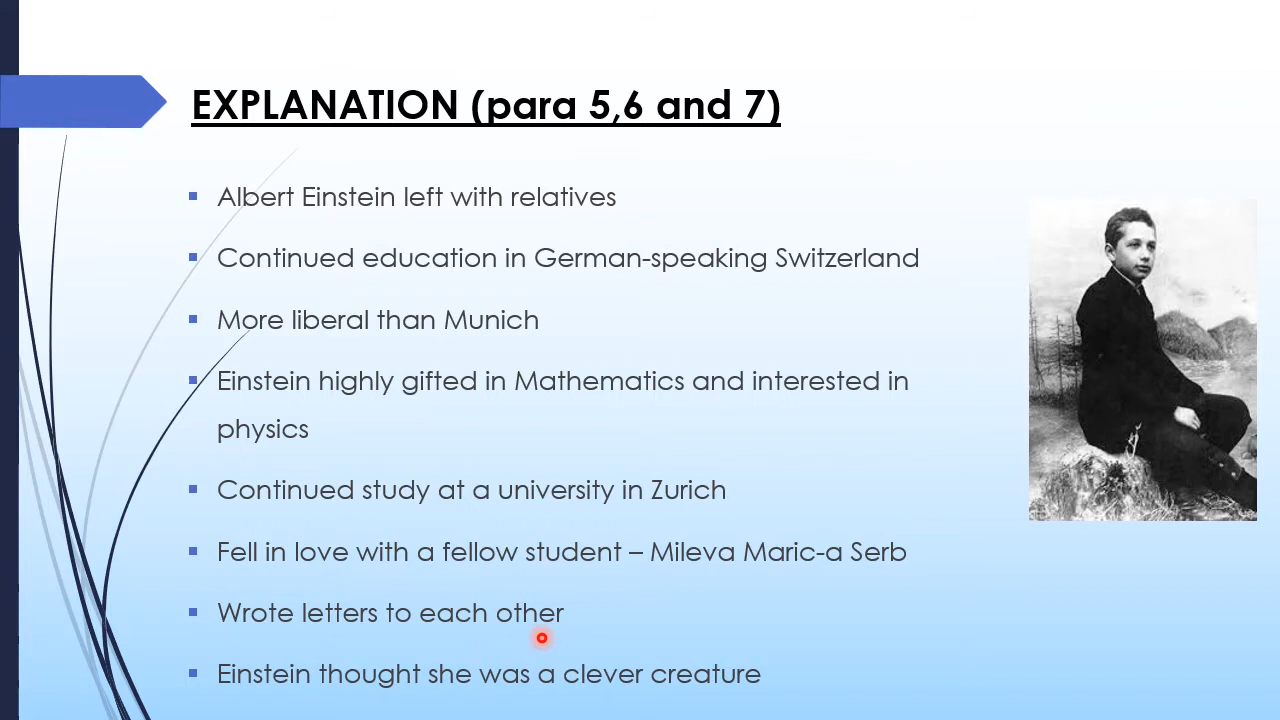 EXPLANATION (para 5,6 and 7)
Albert Einstein left with relatives
Continued education in German-speaking Switzerland
More liberal than Munich
Einstein highly gifted in Mathematics and interested in
physics
Continued study at a university in Zurich
Fell in love with a fellow student – Mileva Maric-a Serb
Wrote letters to each other
Einstein thought she was a clever creature